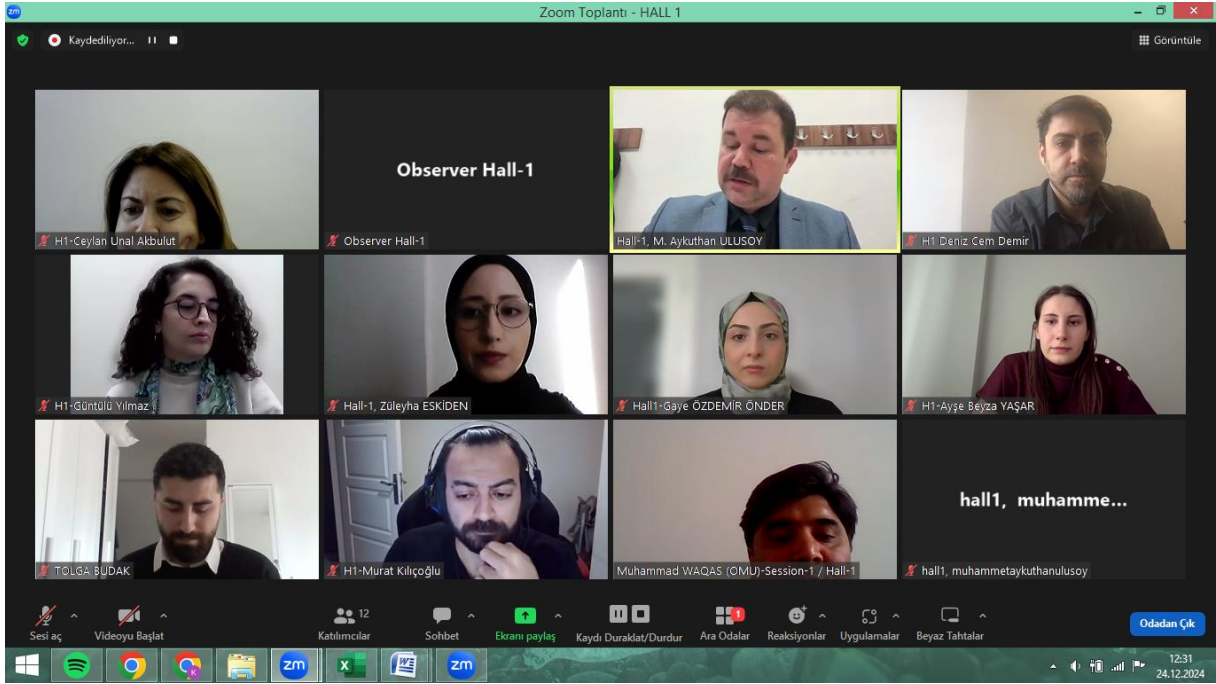 zm
Zoom Toplantı - HALL 1
Kaydediliyor...
Görüntüle
H1-Ceylan Unal Akbulut
Observer Hall-1
Observer Hall-1
Hall-1, M. Aykuthan ULUSOY
H1 Deniz Cem Demir
H1-Güntülü Yılmaz
Hall-1, Züleyha ESKİDEN
Hall1-Gaye ÖZDEMİR ÖNDER
H1-Ayşe Beyza YAŞAR
TOLGA BUDAK
H1-Murat Kılıçoğlu
Muhammad WAQAS (OMU)-Session-1 / Hall-1
hall1, muhamme...
hall1, muhammetaykuthanulusoy
Sesi aç
Videoyu Başlat
12
Katılımcılar
Sohbet
Ekranı paylaş
Kaydı Duraklat/Durdur
1
Ara Odalar
Reaksiyonlar
Uygulamalar
Beyaz Tahtalar
Odadan Çık
K
zm
X
W
zm
12:31
24.12.2024